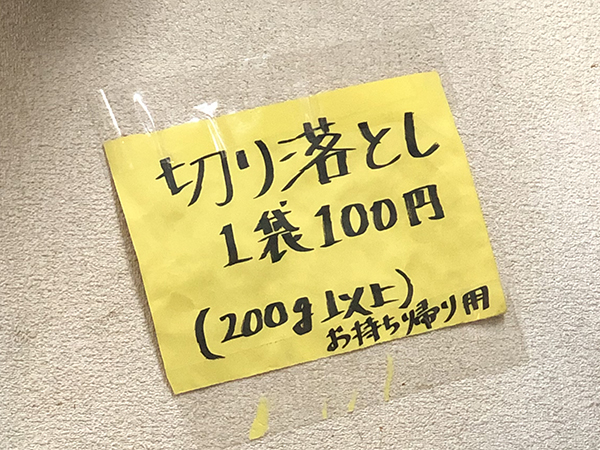 切り落とし
1袋100円
(200g以上)
お持ち帰り用